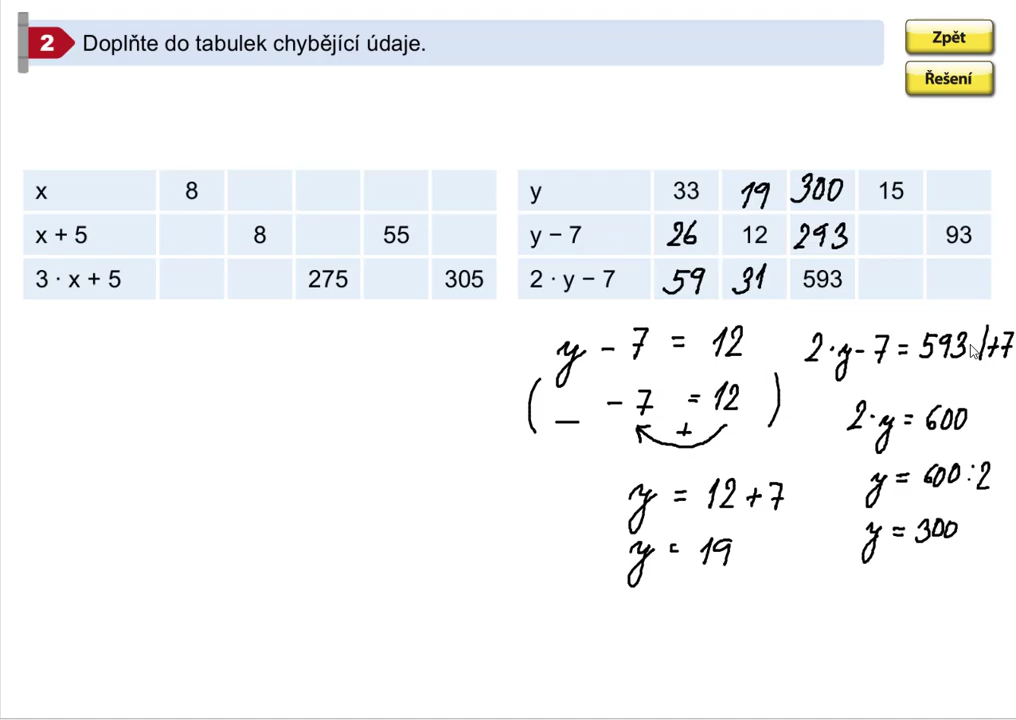 2 Doplňte do tabulek chybějící údaje.
Zpět
Řešení
x 8
x + 5 8 55
3 · x + 5 275 305
y 33 19 300 15
y − 7 26 12 293 93
2 · y − 7 59 31 593
y - 7 = 12
( _ - 7 = 12 )
+
y = 12 + 7
y = 19
2·y - 7 = 593 /+7
2·y = 600
y = 600 : 2
y = 300